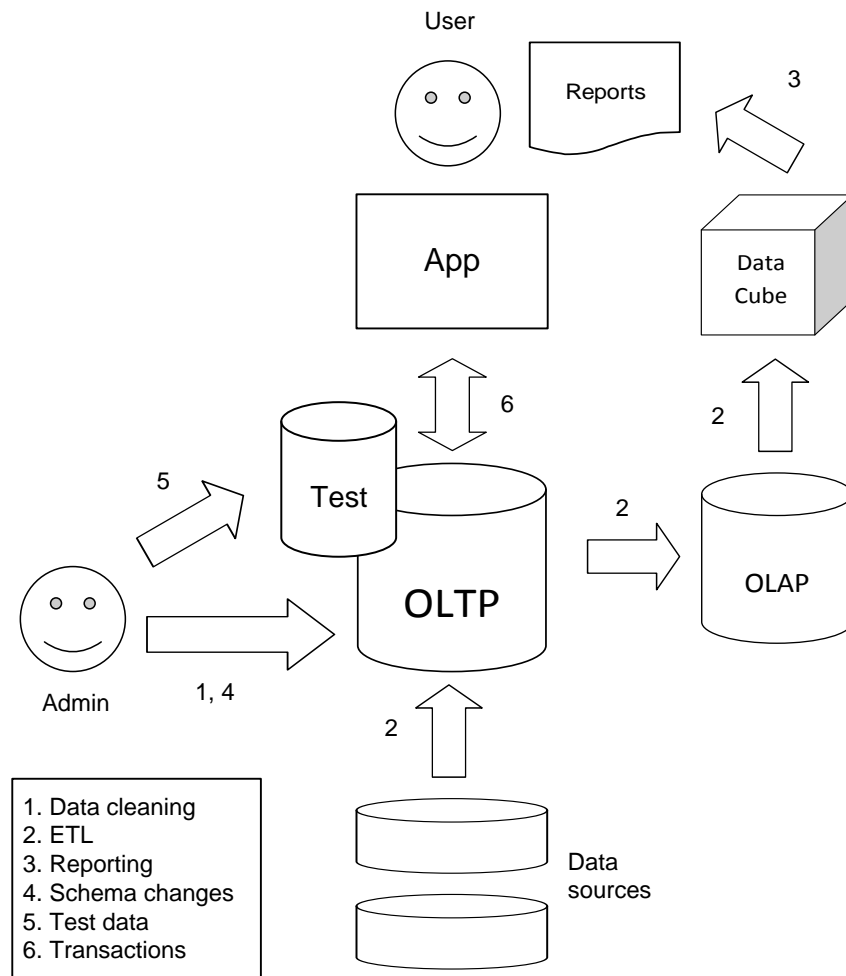 User
Reports
3
App
Data
Cube
6
2
5
Test
2
OLTP
OLAP
Admin
1, 4
2
1. Data cleaning
2. ETL
3. Reporting
4. Schema changes
5. Test data
6. Transactions
Data
sources